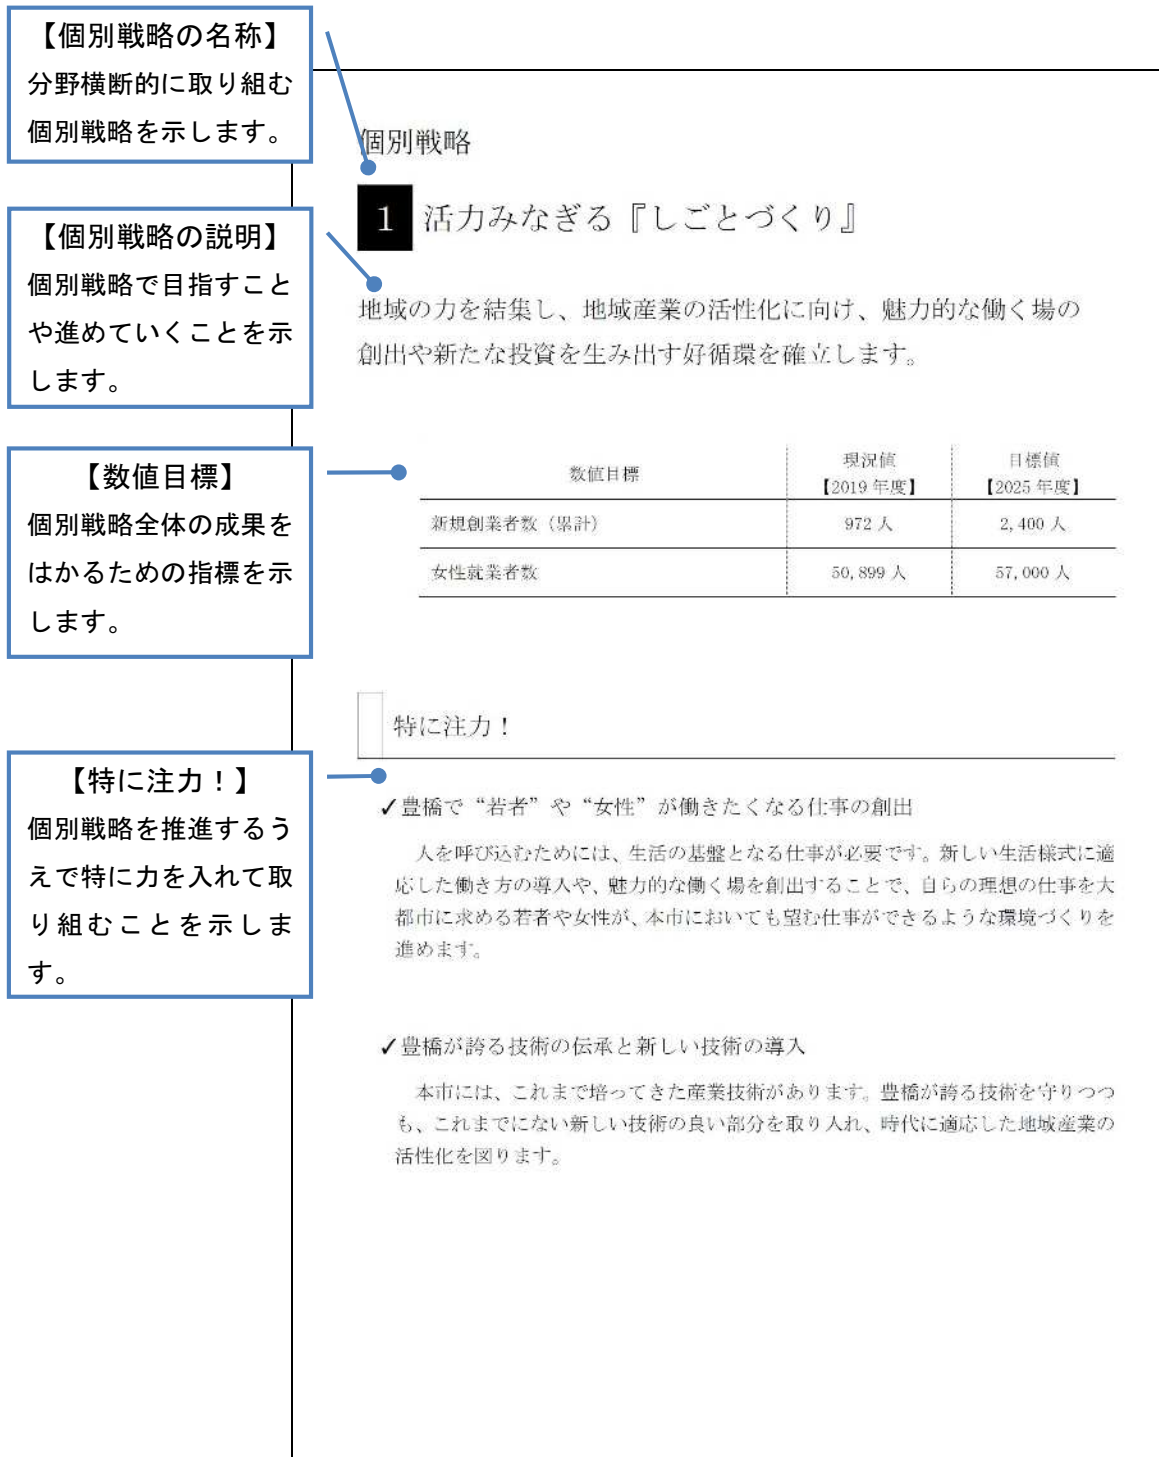 【個別戦略の名称】
分野横断的に取り組む
個別戦略を示します。
個別戦略
1 活力みなぎる『しごとづくり』
【個別戦略の説明】
個別戦略で目指すこと
や進めていくことを示
します。
地域の力を結集し、地域産業の活性化に向け、魅力的な働く場の
創出や新たな投資を生み出す好循環を確立します。
【数値目標】
個別戦略全体の成果を
はかるための指標を示
します。
数値目標 現況値 目標値
【2019 年度】 【2025 年度】
新規創業者数（累計） 972 人 2,400 人
女性就業者数 50,899 人 57,000 人
特に注力！
【特に注力！】
個別戦略を推進するう
えで特に力を入れて取
り組むことを示しま
す。
✓豊橋で“若者”や“女性”が働きたくなる仕事の創出
人を呼び込むためには、生活の基盤となる仕事が必要です。新しい生活様式に適
応した働き方の導入や、魅力的な働く場を創出することで、自らの理想の仕事を大
都市に求める若者や女性が、本市においても望む仕事ができるような環境づくりを
進めます。
✓豊橋が誇る技術の伝承と新しい技術の導入
本市には、これまで培ってきた産業技術があります。豊橋が誇る技術を守りつつ
も、これまでにない新しい技術の良い部分を取り入れ、時代に適応した地域産業の
活性化を図ります。